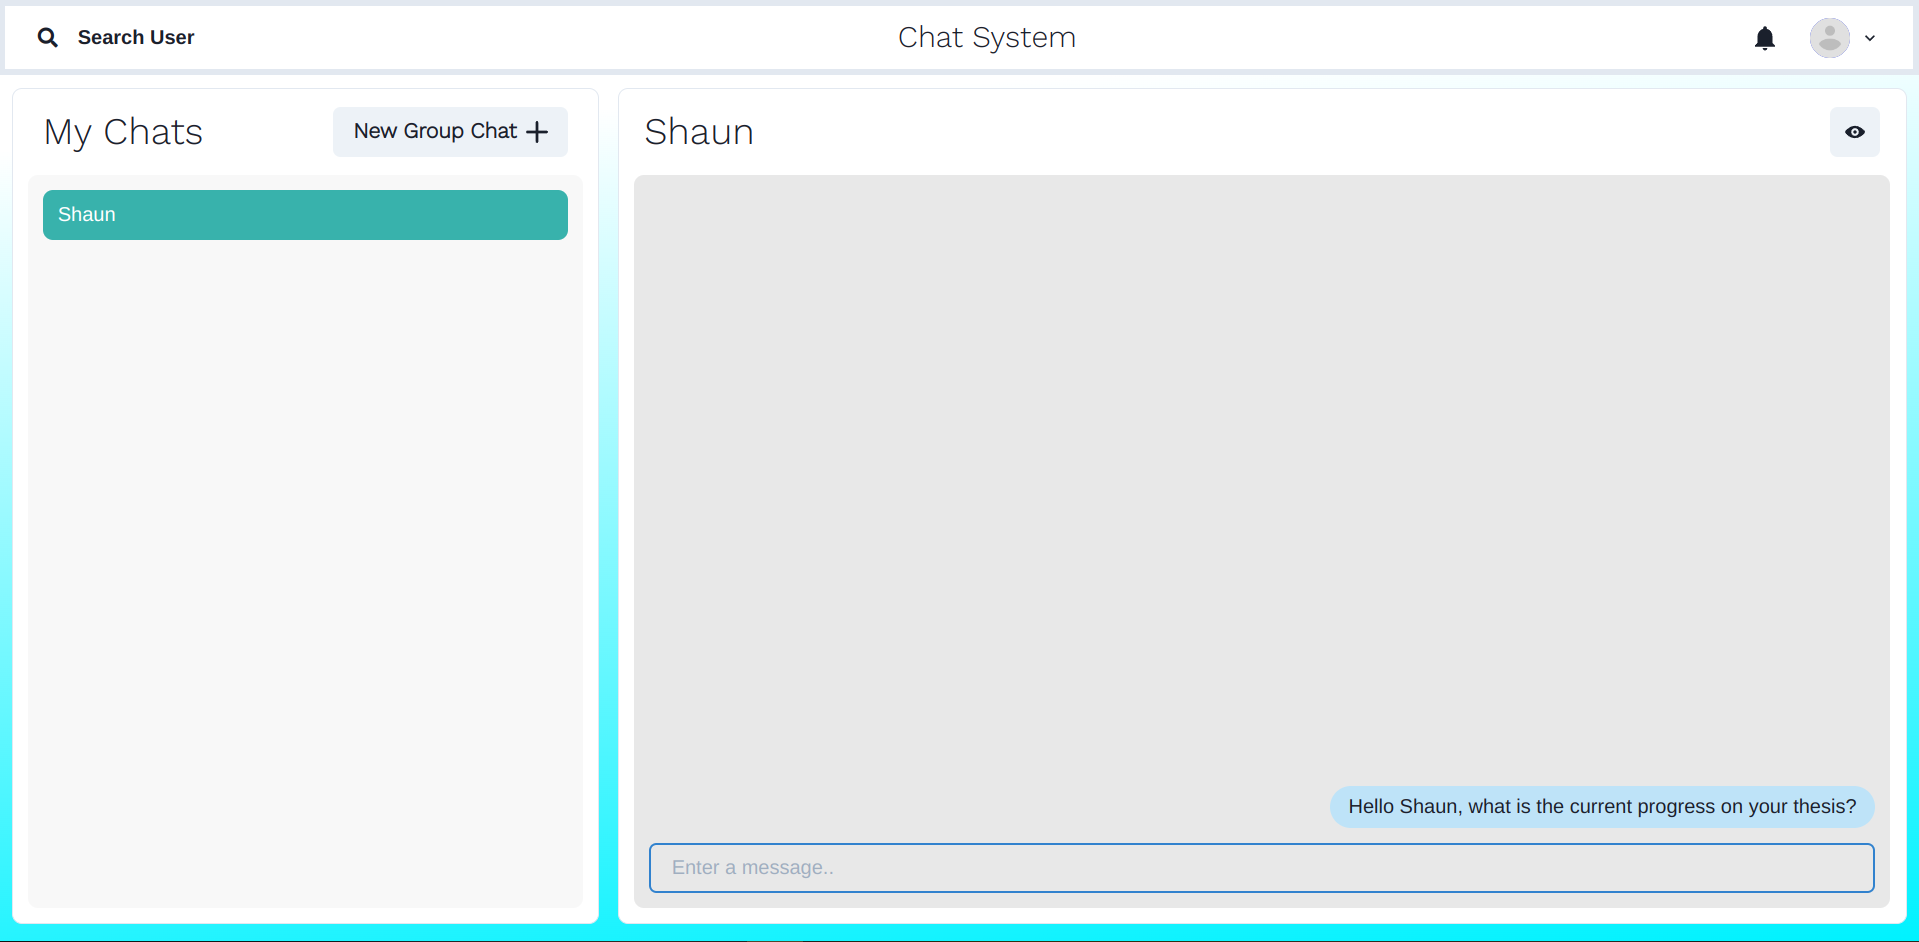 Search User
Chat System
My Chats
New Group Chat
Shaun
Shaun
Hello Shaun, what is the current progress on your thesis?
Enter a message..